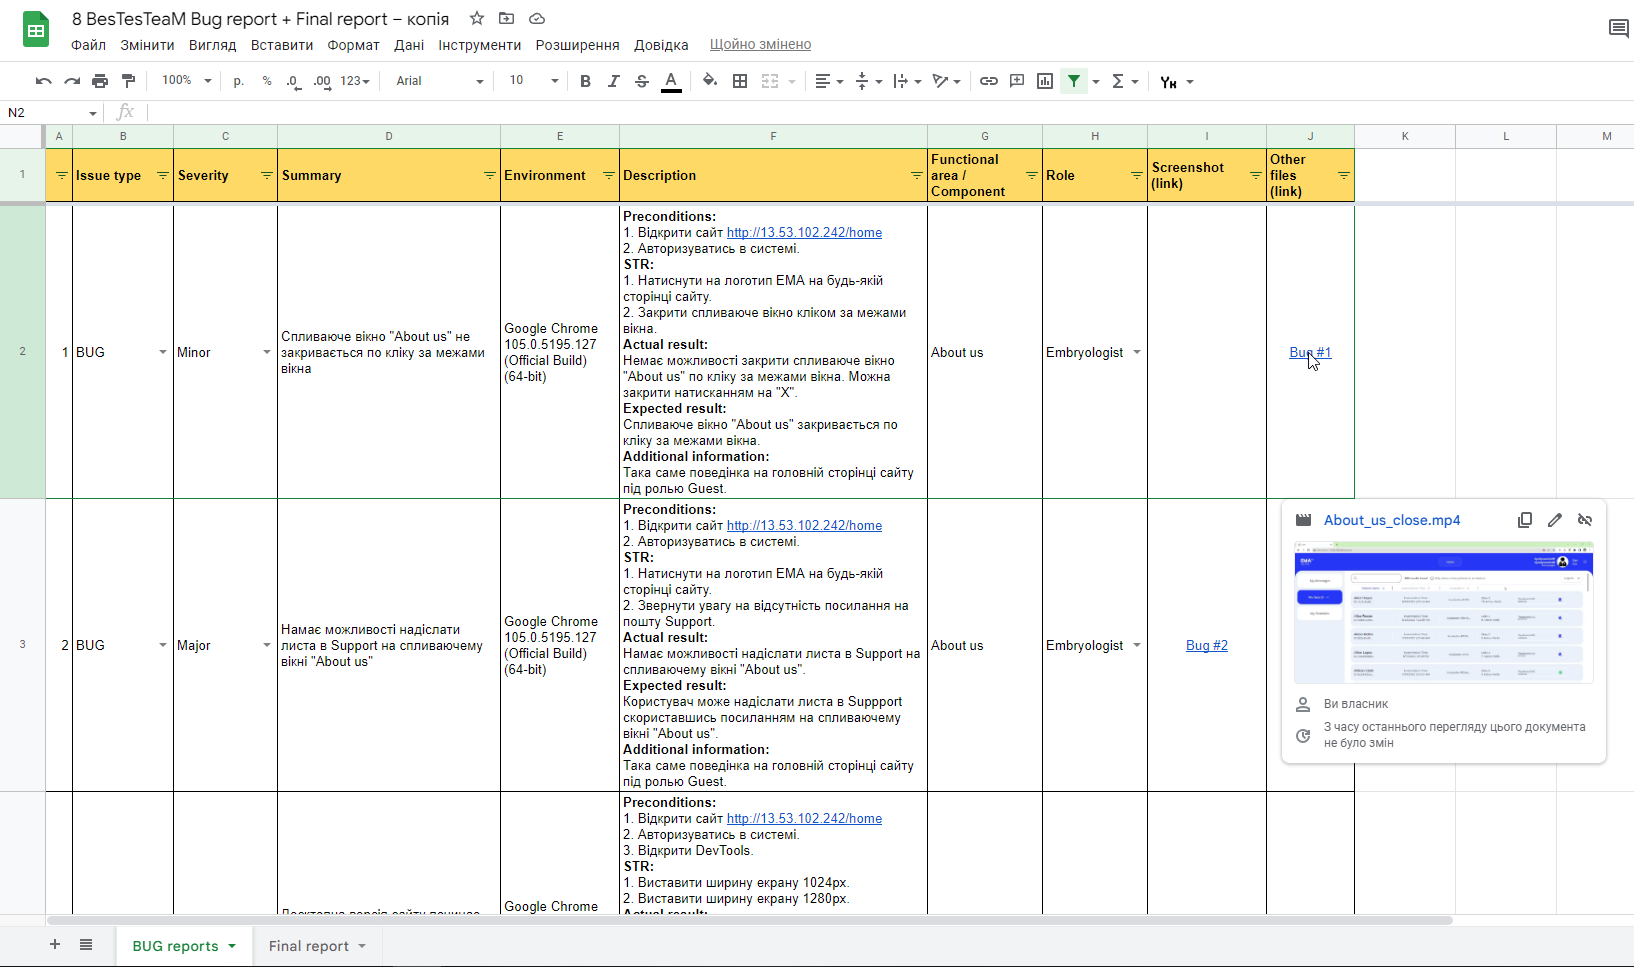 8 BesTesTeaM Bug report + Final report – копія
Файл Змінити Вигляд Вставити Формат Дані Інструменти Розширення Довідка Щойно змінено
100% р. % .0 .00 123 Arial 10 B I S A Σ Ун
N2 fx
A B C D E F G H I J K L M
1 Issue type Severity Summary Environment Description Functional area / Component Role Screenshot (link) Other files (link)
2
1 BUG Minor
Спливаюче вікно "About us" не
закривається по кліку за межами
вікна
Google Chrome
105.0.5195.127
(Official Build)
(64-bit)
Preconditions:
1. Відкрити сайт http://13.53.102.242/home
2. Авторизуватись в системі.
STR:
1. Натиснути на логотип ЕМА на будь-якій
сторінці сайту.
2. Закрити спливаюче вікно кліком за межами
вікна.
Actual result:
Немає можливості закрити спливаюче вікно
"About us" по кліку за межами вікна. Можна
закрити натисканням на "X".
Expected result:
Спливаюче вікно "About us" закривається по
кліку за межами вікна.
Additional information:
Така саме поведінка на головній сторінці сайту
під ролью Guest.
About us
Embryologist
Bug #1
3
2 BUG Major
Намає можливості надіслати
листа в Support на спливаючему
вікні "About us"
Google Chrome
105.0.5195.127
(Official Build)
(64-bit)
Preconditions:
1. Відкрити сайт http://13.53.102.242/home
2. Авторизуватись в системі.
STR:
1. Натиснути на логотип ЕМА на будь-якій
сторінці сайту.
2. Звернути увагу на відсутність посилання на
пошту Support.
Actual result:
Намає можливості надіслати листа в Support на
спливаючему вікні "About us".
Expected result:
Користувач може надіслати листа в Suppport
скориставшись посиланням на спливаючему
вікні "About us".
Additional information:
Така саме поведінка на головній сторінці сайту
під ролью Guest.
About us
Embryologist
Bug #2
About_us_close.mp4
Ви власник
З часу останнього перегляду цього документа
не було змін
Google Chrome
Preconditions:
1. Відкрити сайт http://13.53.102.242/home
2. Авторизуватись в системі.
3. Відкрити DevTools.
STR:
1. Виставити ширину екрану 1024px.
2. Виставити ширину екрану 1280px.
Actual result:
+ BUG reports Final report